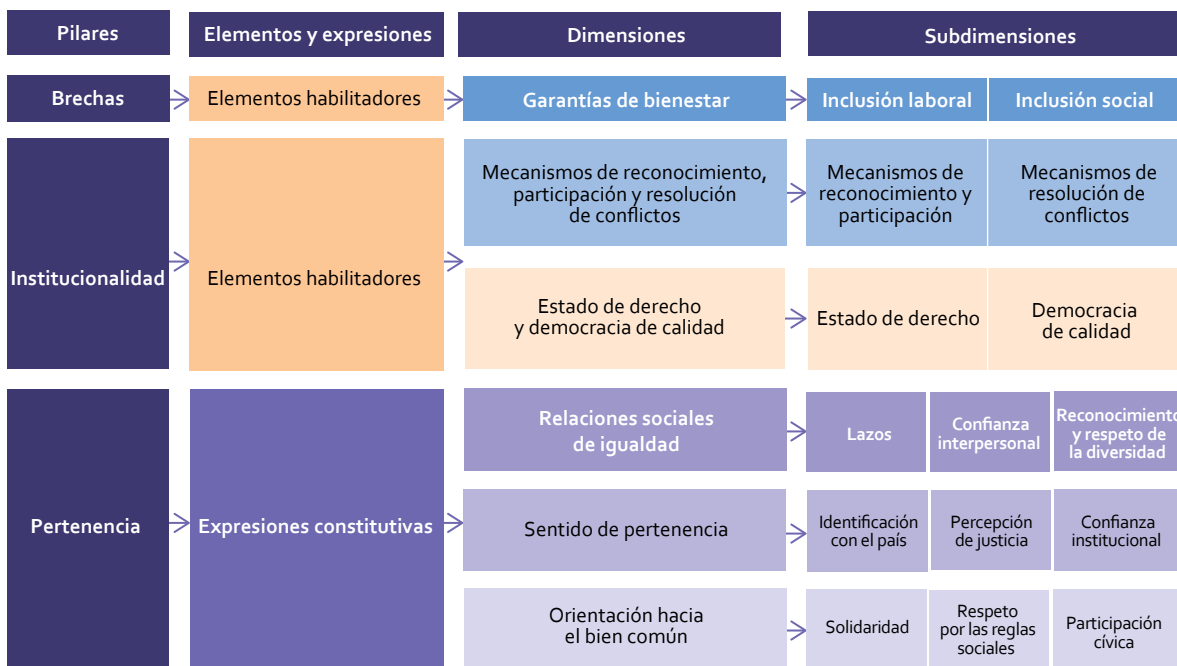 Pilares
Elementos y expresiones
Dimensiones
Subdimensiones
Brechas
Elementos habilitadores
Garantías de bienestar
Inclusión laboral
Inclusión social
Institucionalidad
Elementos habilitadores
Mecanismos de reconocimiento,
participación y resolución
de conflictos
Mecanismos de
reconocimiento y
participación
Mecanismos de
resolución de
conflictos
Estado de derecho
y democracia de calidad
Estado de derecho
Democracia
de calidad
Pertenencia
Expresiones constitutivas
Relaciones sociales
de igualdad
Lazos
Confianza
interpersonal
Reconocimiento
y respeto de
la diversidad
Sentido de pertenencia
Identificación
con el país
Percepción
de justicia
Confianza
institucional
Orientación hacia
el bien común
Solidaridad
Respeto
por las reglas
sociales
Participación
cívica